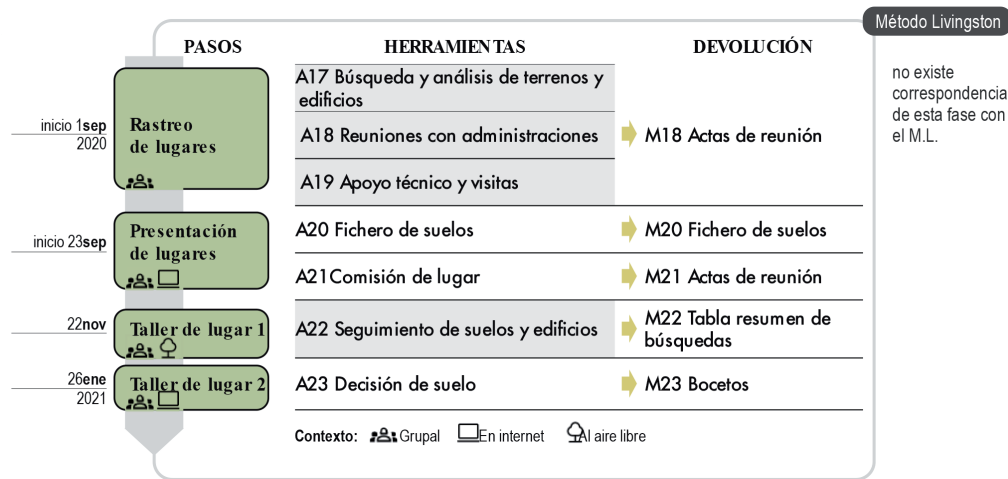 Método Livingston
PASOS
HERRAMIENTAS
DEVOLUCIÓN
no existe
correspondencia
de esta fase con
el M.L.
inicio 1sep
2020
Rastreo
de lugares
A17 Búsqueda y análisis de terrenos y
edificios
A18 Reuniones con administraciones
M18 Actas de reunión
A19 Apoyo técnico y visitas
inicio 23sep
Presentación
de lugares
A20 Fichero de suelos
M20 Fichero de suelos
A21Comisión de lugar
M21 Actas de reunión
22nov
Taller de lugar 1
A22 Seguimiento de suelos y edificios
M22 Tabla resumen de
búsquedas
26ene
2021
Taller de lugar 2
A23 Decisión de suelo
M23 Bocetos
Contexto: Grupal En internet Al aire libre